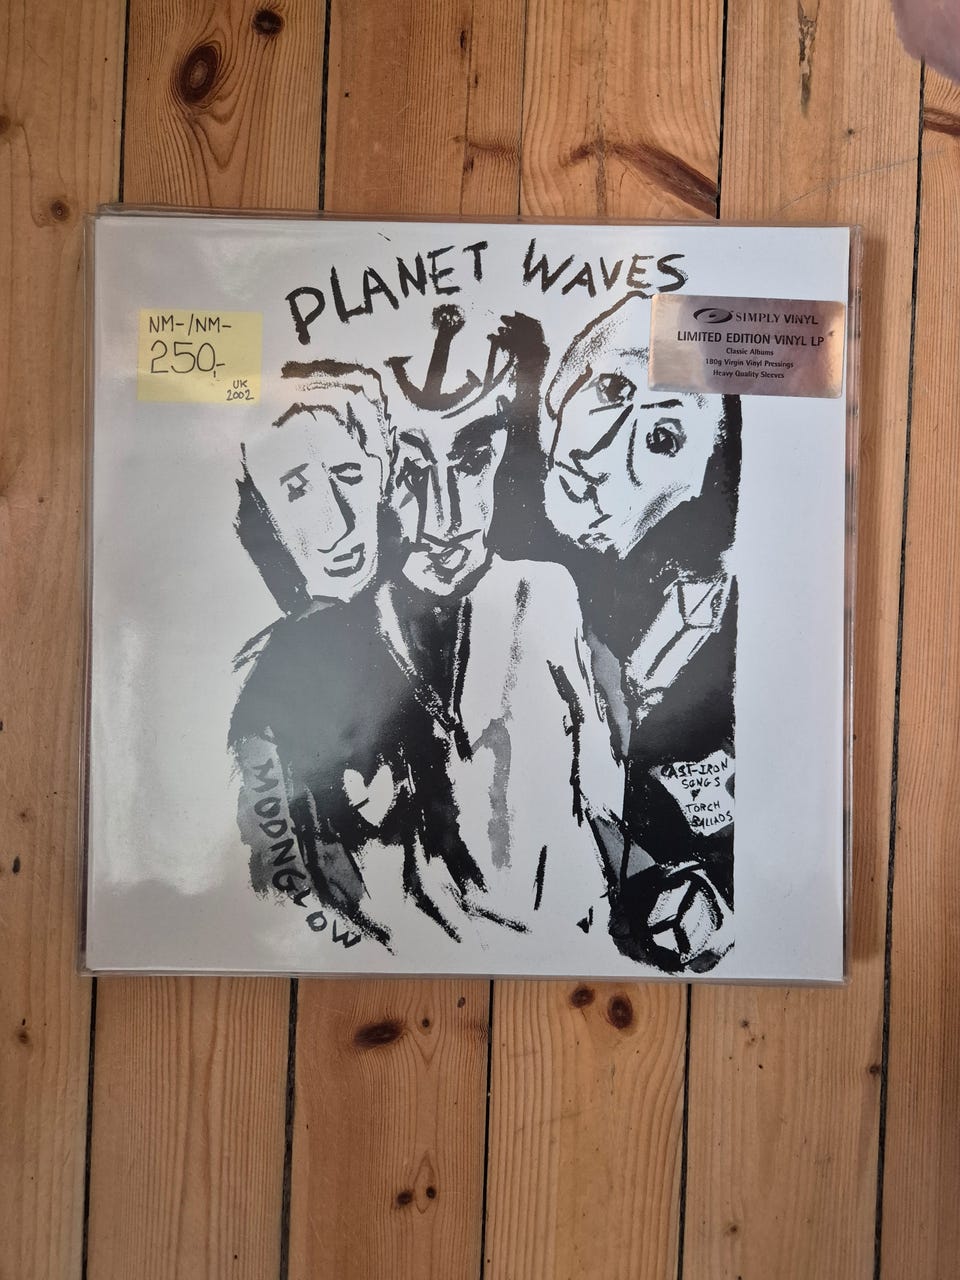 PLANET WAVES
NM-/NM-
250,-
UK
2002
SIMPLY VINYL
LIMITED EDITION VINYL LP
Classic Albums
180g Virgin Vinyl Pressings
Heavy Quality Sleeves
CAST-IRON
SONGS
&
TORCH
BALLADS
MOONGLOW